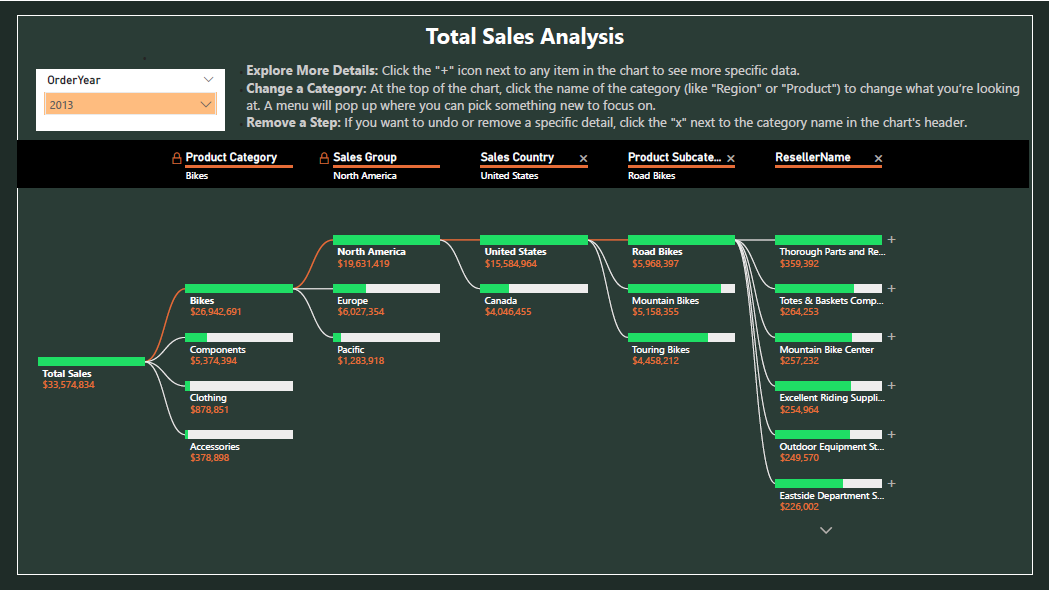 Total Sales Analysis
OrderYear
2013
Explore More Details: Click the "+" icon next to any item in the chart to see more specific data.
Change a Category: At the top of the chart, click the name of the category (like "Region" or "Product") to change what you're looking
at. A menu will pop up where you can pick something new to focus on.
Remove a Step: If you want to undo or remove a specific detail, click the "x" next to the category name in the chart's header.
Product Category
Bikes
Sales Group
North America
Sales Country ×
United States
Product Subcate... ×
Road Bikes
ResellerName ×
Total Sales
$33,574,834
Bikes
$26,942,691
Components
$5,374,394
Clothing
$878,851
Accessories
$378,898
North America
$19,631,419
Europe
$6,027,354
Pacific
$1,283,918
United States
$15,584,964
Canada
$4,046,455
Road Bikes
$5,968,397
Mountain Bikes
$5,158,355
Touring Bikes
$4,458,212
Thorough Parts and Re... +
$359,392
Totes & Baskets Comp... +
$264,253
Mountain Bike Center +
$257,232
Excellent Riding Suppli... +
$254,964
Outdoor Equipment St... +
$249,570
Eastside Department S... +
$226,002